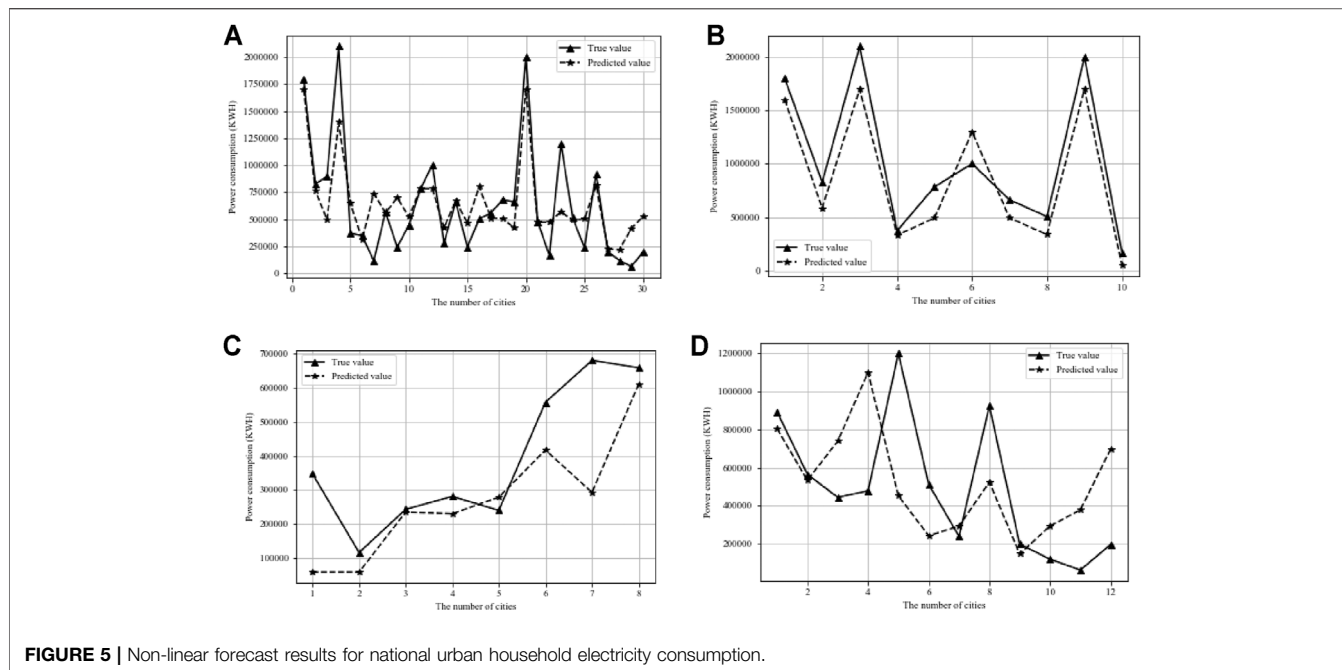 A
Power consumption (KWH)
2000000
1750000
1500000
1250000
1000000
750000
500000
250000
0
True value
Predicted value
0 5 10 15 20 25 30
The number of cities
B
Power consumption (KWH)
2000000
1500000
1000000
500000
0
True value
Predicted value
2 4 6 8 10
The number of cities
C
Power consumption (KWH)
700000
600000
500000
400000
300000
200000
100000
True value
Predicted value
1 2 3 4 5 6 7 8
The number of cities
D
Power consumption (KWH)
1200000
1000000
800000
600000
400000
200000
True value
Predicted value
2 4 6 8 10 12
The number of cities
FIGURE 5 | Non-linear forecast results for national urban household electricity consumption.